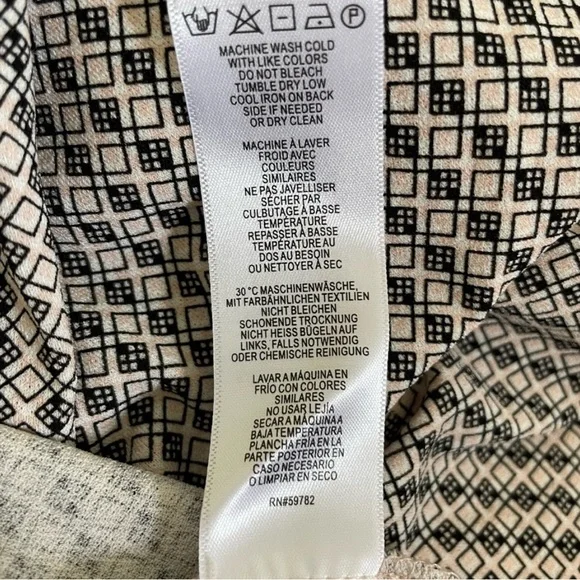 P
MACHINE WASH COLD
WITH LIKE COLORS
DO NOT BLEACH
TUMBLE DRY LOW
COOL IRON ON BACK
SIDE IF NEEDED
OR DRY CLEAN
MACHINE À LAVER
FROID AVEC
COULEURS
SIMILAIRES
NE PAS JAVELLISER
SÉCHER PAR
CULBUTAGE À BASSE
TEMPÉRATURE
REPASSER À BASSE
TEMPÉRATURE AU
DOS AU BESOIN
OU NETTOYER À SEC
30 °C MASCHINENWÄSCHE,
MIT FARBÄHNLICHEN TEXTILIEN
NICHT BLEICHEN
SCHONENDE TROCKNUNG
NICHT HEISS BÜGELN AUF
LINKS, FALLS NOTWENDIG
ODER CHEMISCHE REINIGUNG
LAVAR A MÁQUINA EN
FRÍO CON COLORES
SIMILARES
NO USAR LEJÍA
SECAR A MÁQUINA A
BAJA TEMPERATURA
PLANCHA FRÍA EN LA
PARTE POSTERIOR EN
CASO NECESARIO
O LIMPIAR EN SECO
RN#59782